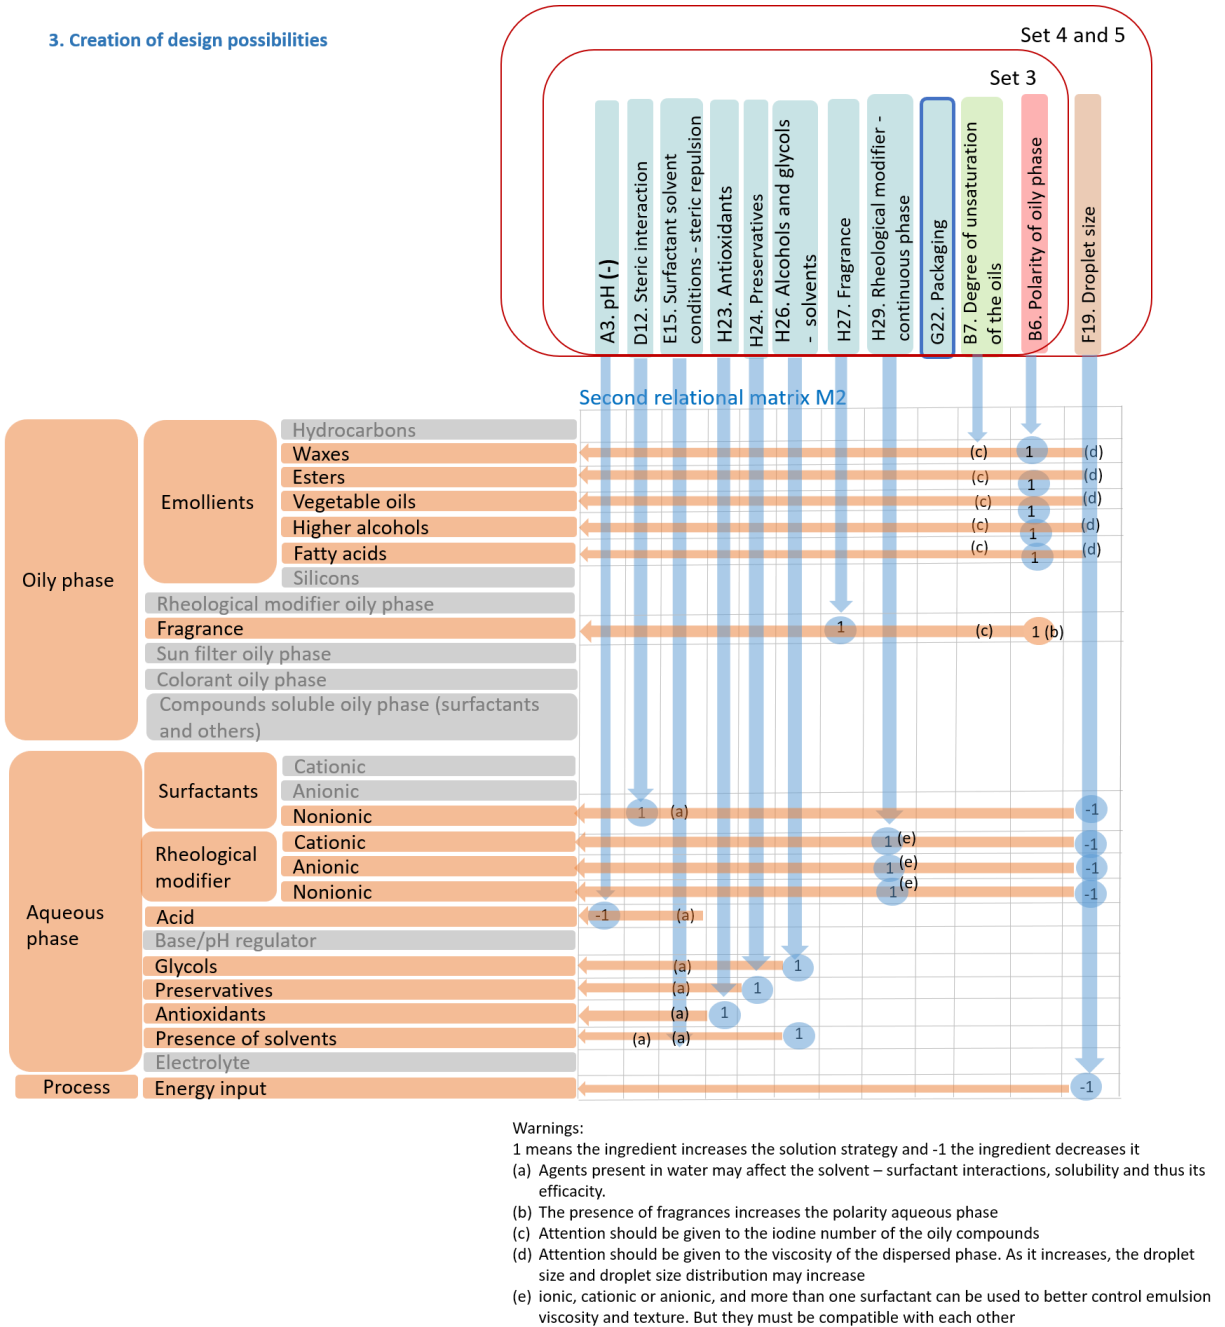 3. Creation of design possibilities
Set 4 and 5
Set 3
A3. pH (-)
D12. Steric interaction
E15. Surfactant solvent
conditions - steric repulsion
H23. Antioxidants
H24. Preservatives
H26. Alcohols and glycols
- solvents
H27. Fragrance
H29. Rheological modifier -
continuous phase
G22. Packaging
B7. Degree of unsaturation
of the oils
B6. Polarity of oily phase
F19. Droplet size
Second relational matrix M2
Oily phase
Emollients
Hydrocarbons
Waxes (c) 1 (d)
Esters (c) 1 (d)
Vegetable oils (c) 1 (d)
Higher alcohols (c) 1 (d)
Fatty acids (c) 1 (d)
Silicons
Rheological modifier oily phase
Fragrance 1 (c) 1 (b)
Sun filter oily phase
Colorant oily phase
Compounds soluble oily phase (surfactants
and others)
Aqueous
phase
Surfactants
Cationic
Anionic
Nonionic 1 (a) -1
Rheological
modifier
Cationic 1 (e) -1
Anionic 1 (e) -1
Nonionic 1 (e) -1
Acid -1 (a)
Base/pH regulator
Glycols (a) 1
Preservatives (a) 1
Antioxidants (a) 1
Presence of solvents (a) (a) 1
Electrolyte
Process
Energy input -1
Warnings:
1 means the ingredient increases the solution strategy and -1 the ingredient decreases it
(a) Agents present in water may affect the solvent – surfactant interactions, solubility and thus its
efficacy.
(b) The presence of fragrances increases the polarity aqueous phase
(c) Attention should be given to the iodine number of the oily compounds
(d) Attention should be given to the viscosity of the dispersed phase. As it increases, the droplet
size and droplet size distribution may increase
(e) ionic, cationic or anionic, and more than one surfactant can be used to better control emulsion
viscosity and texture. But they must be compatible with each other